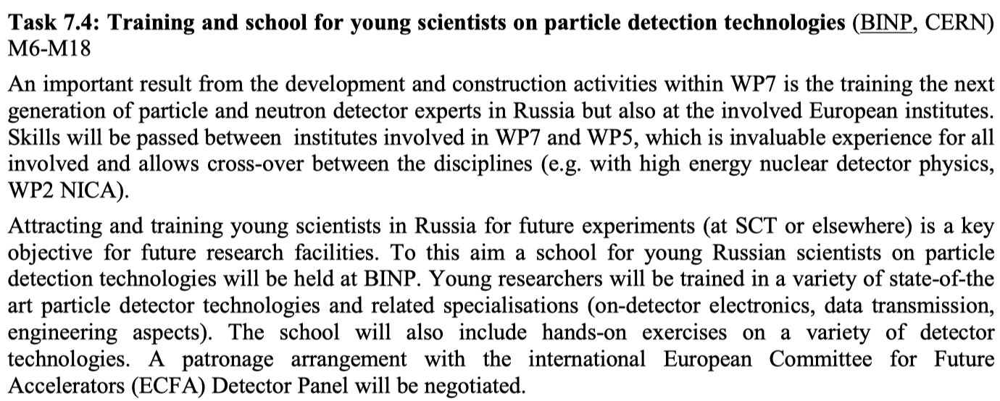 Task 7.4: Training and school for young scientists on particle detection technologies (BINP, CERN)
M6-M18
An important result from the development and construction activities within WP7 is the training the next
generation of particle and neutron detector experts in Russia but also at the involved European institutes.
Skills will be passed between  institutes involved in WP7 and WP5, which is invaluable experience for all
involved and allows cross-over between the disciplines (e.g. with high energy nuclear detector physics,
WP2 NICA).
Attracting and training young scientists in Russia for future experiments (at SCT or elsewhere) is a key
objective for future research facilities. To this aim a school for young Russian scientists on particle
detection technologies will be held at BINP. Young researchers will be trained in a variety of state-of-the
art particle detector technologies and related specialisations (on-detector electronics, data transmission,
engineering aspects). The school will also include hands-on exercises on a variety of detector
technologies. A patronage arrangement with the international European Committee for Future
Accelerators (ECFA) Detector Panel will be negotiated.